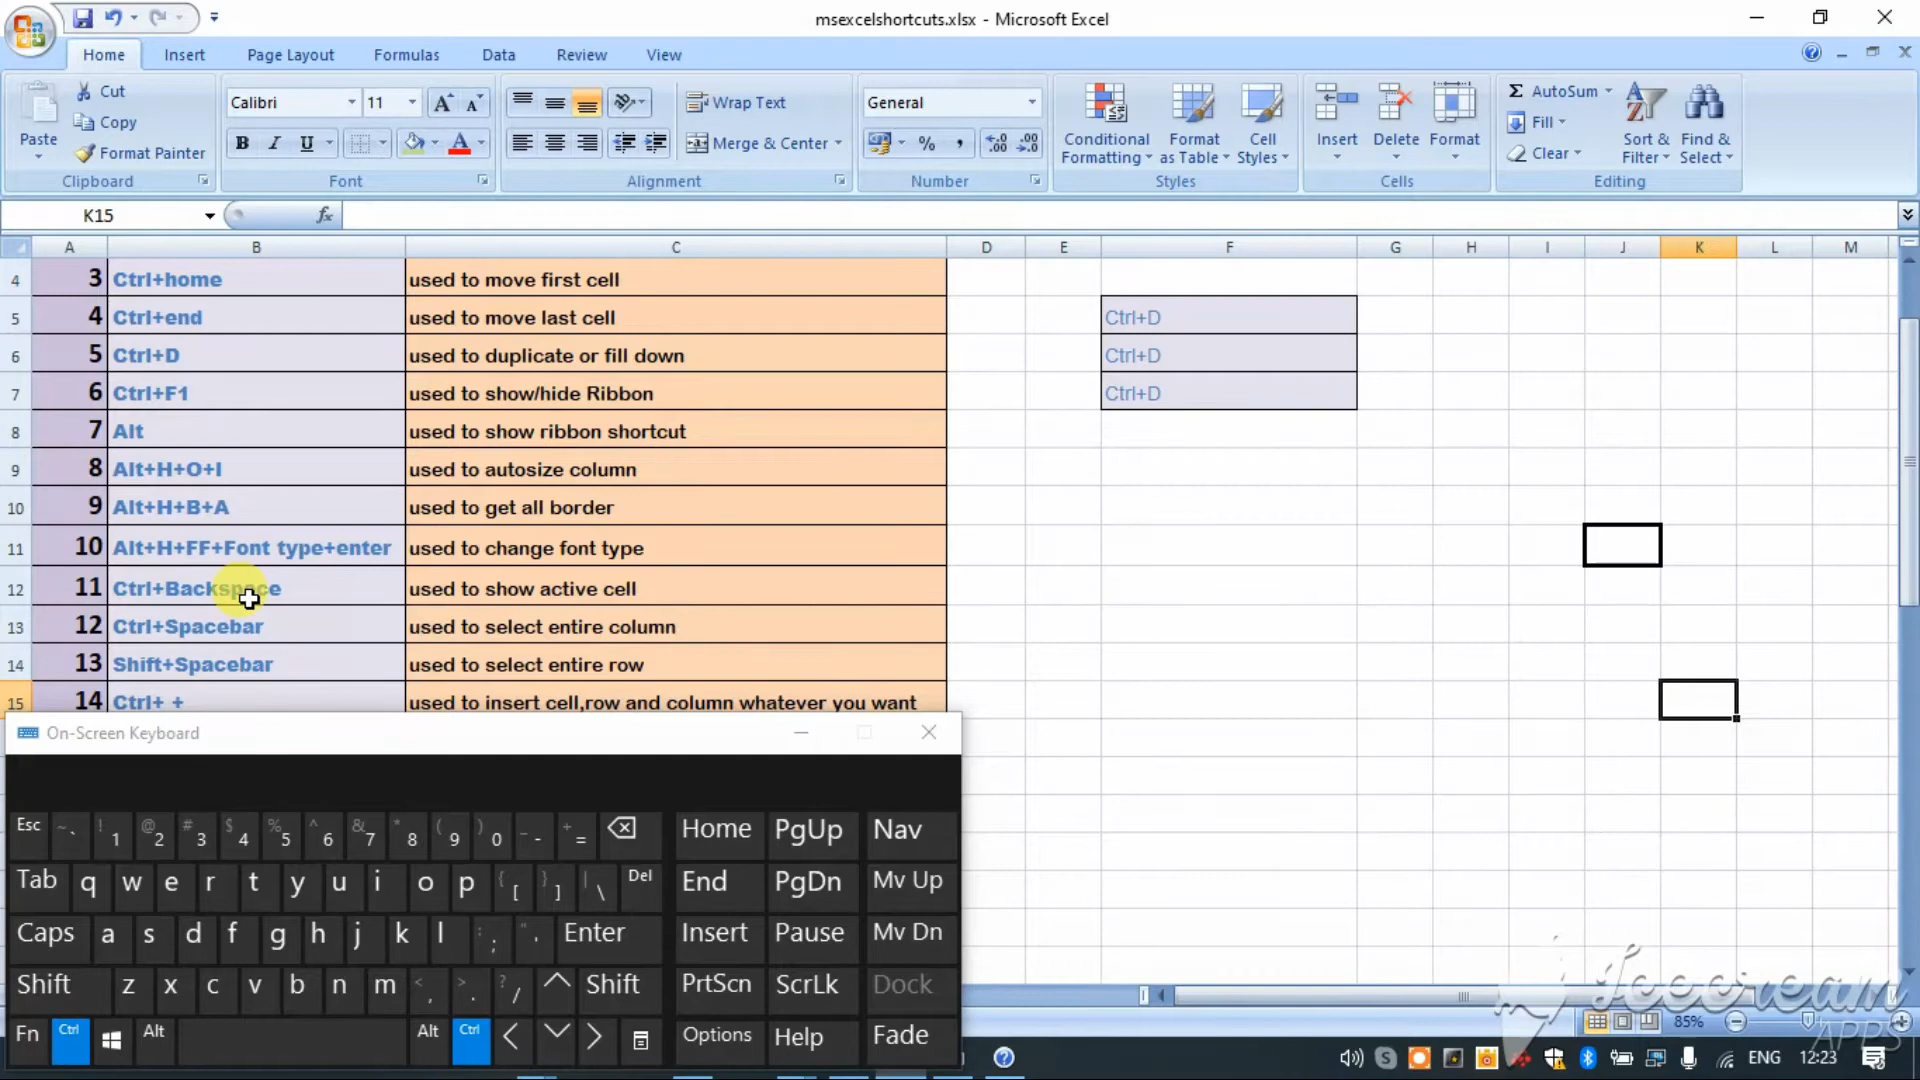 msexcelshortcuts.xlsx - Microsoft Excel
Home Insert Page Layout Formulas Data Review View
Paste
Cut
Copy
Format Painter
Clipboard
Calibri 11
B I U A
Font
Wrap Text
Merge & Center
Alignment
General
% ,
Number
Conditional Formatting
Format as Table
Cell Styles
Styles
Insert Delete Format
Cells
Σ AutoSum
Fill
Clear
Sort & Filter
Find & Select
Editing
K15 fx
A B C D E F G H I J K L M
4 3 Ctrl+home used to move first cell
5 4 Ctrl+end used to move last cell Ctrl+D
6 5 Ctrl+D used to duplicate or fill down Ctrl+D
7 6 Ctrl+F1 used to show/hide Ribbon Ctrl+D
8 7 Alt used to show ribbon shortcut
9 8 Alt+H+O+I used to autosize column
10 9 Alt+H+B+A used to get all border
11 10 Alt+H+FF+Font type+enter used to change font type
12 11 Ctrl+Backspace used to show active cell
13 12 Ctrl+Spacebar used to select entire column
14 13 Shift+Spacebar used to select entire row
15 14 Ctrl+ + used to insert cell,row and column whatever you want
On-Screen Keyboard
Esc ~ ` ! 1 @ 2 # 3 $ 4 % 5 ^ 6 & 7 * 8 ( 9 ) 0 _ - + = Home PgUp Nav
Tab q w e r t y u i o p { [ } ] | \ Del End PgDn Mv Up
Caps a s d f g h j k l : ; " ' Enter Insert Pause Mv Dn
Shift z x c v b n m < , > . ? / Shift PrtScn ScrLk Dock
Fn Ctrl Alt Alt Ctrl Options Help Fade
Icecream
APPS
85%
ENG 12:23